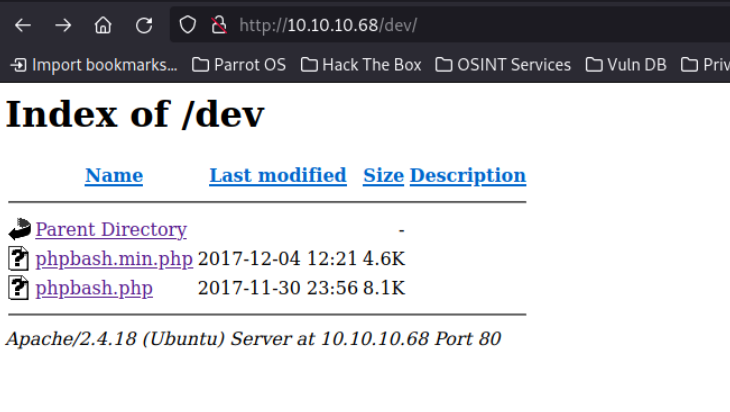 http://10.10.10.68/dev/
Import bookmarks... Parrot OS Hack The Box OSINT Services Vuln DB Priv
Index of /dev
Name Last modified Size Description
Parent Directory -
phpbash.min.php 2017-12-04 12:21 4.6K
phpbash.php 2017-11-30 23:56 8.1K
Apache/2.4.18 (Ubuntu) Server at 10.10.10.68 Port 80